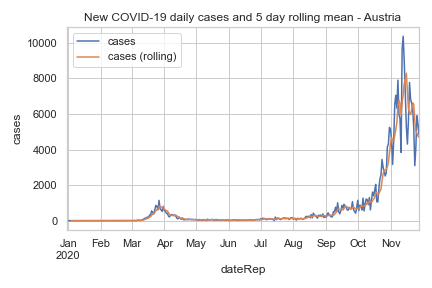 New COVID-19 daily cases and 5 day rolling mean - Austria
cases
cases (rolling)
cases
10000
8000
6000
4000
2000
0
Jan Feb Mar Apr May Jun Jul Aug Sep Oct Nov
2020
dateRep